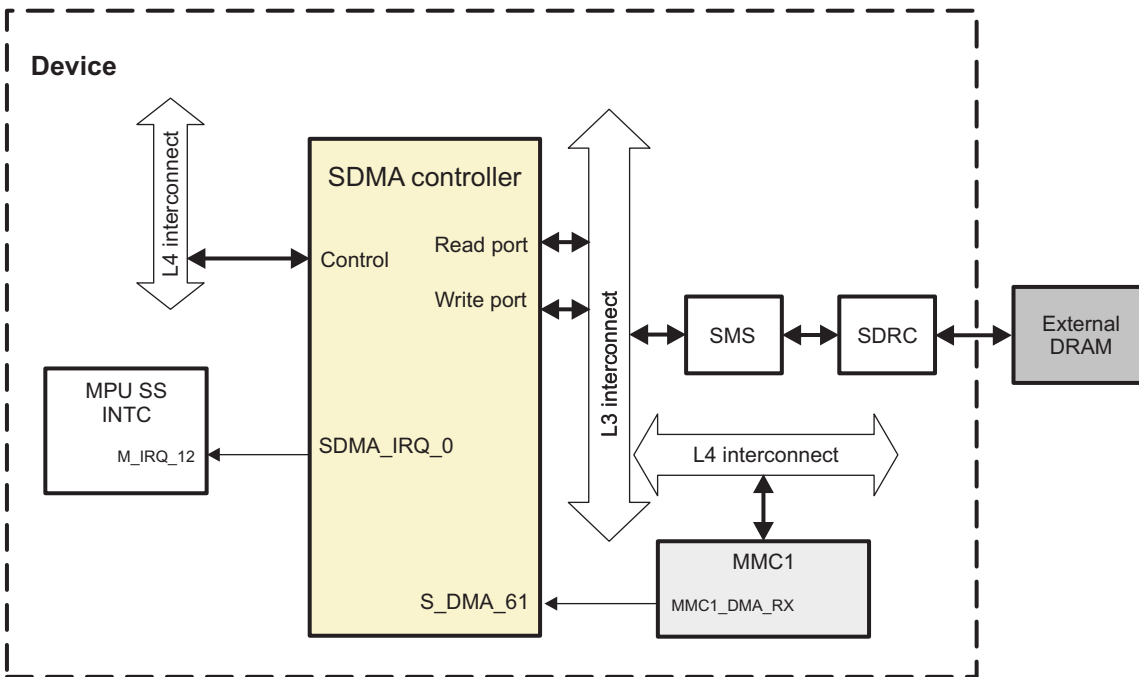 Device
L4 interconnect
SDMA controller
Control
Read port
Write port
L3 interconnect
SMS
SDRC
External
DRAM
MPU SS
INTC
M_IRQ_12
SDMA_IRQ_0
L4 interconnect
MMC1
S_DMA_61
MMC1_DMA_RX